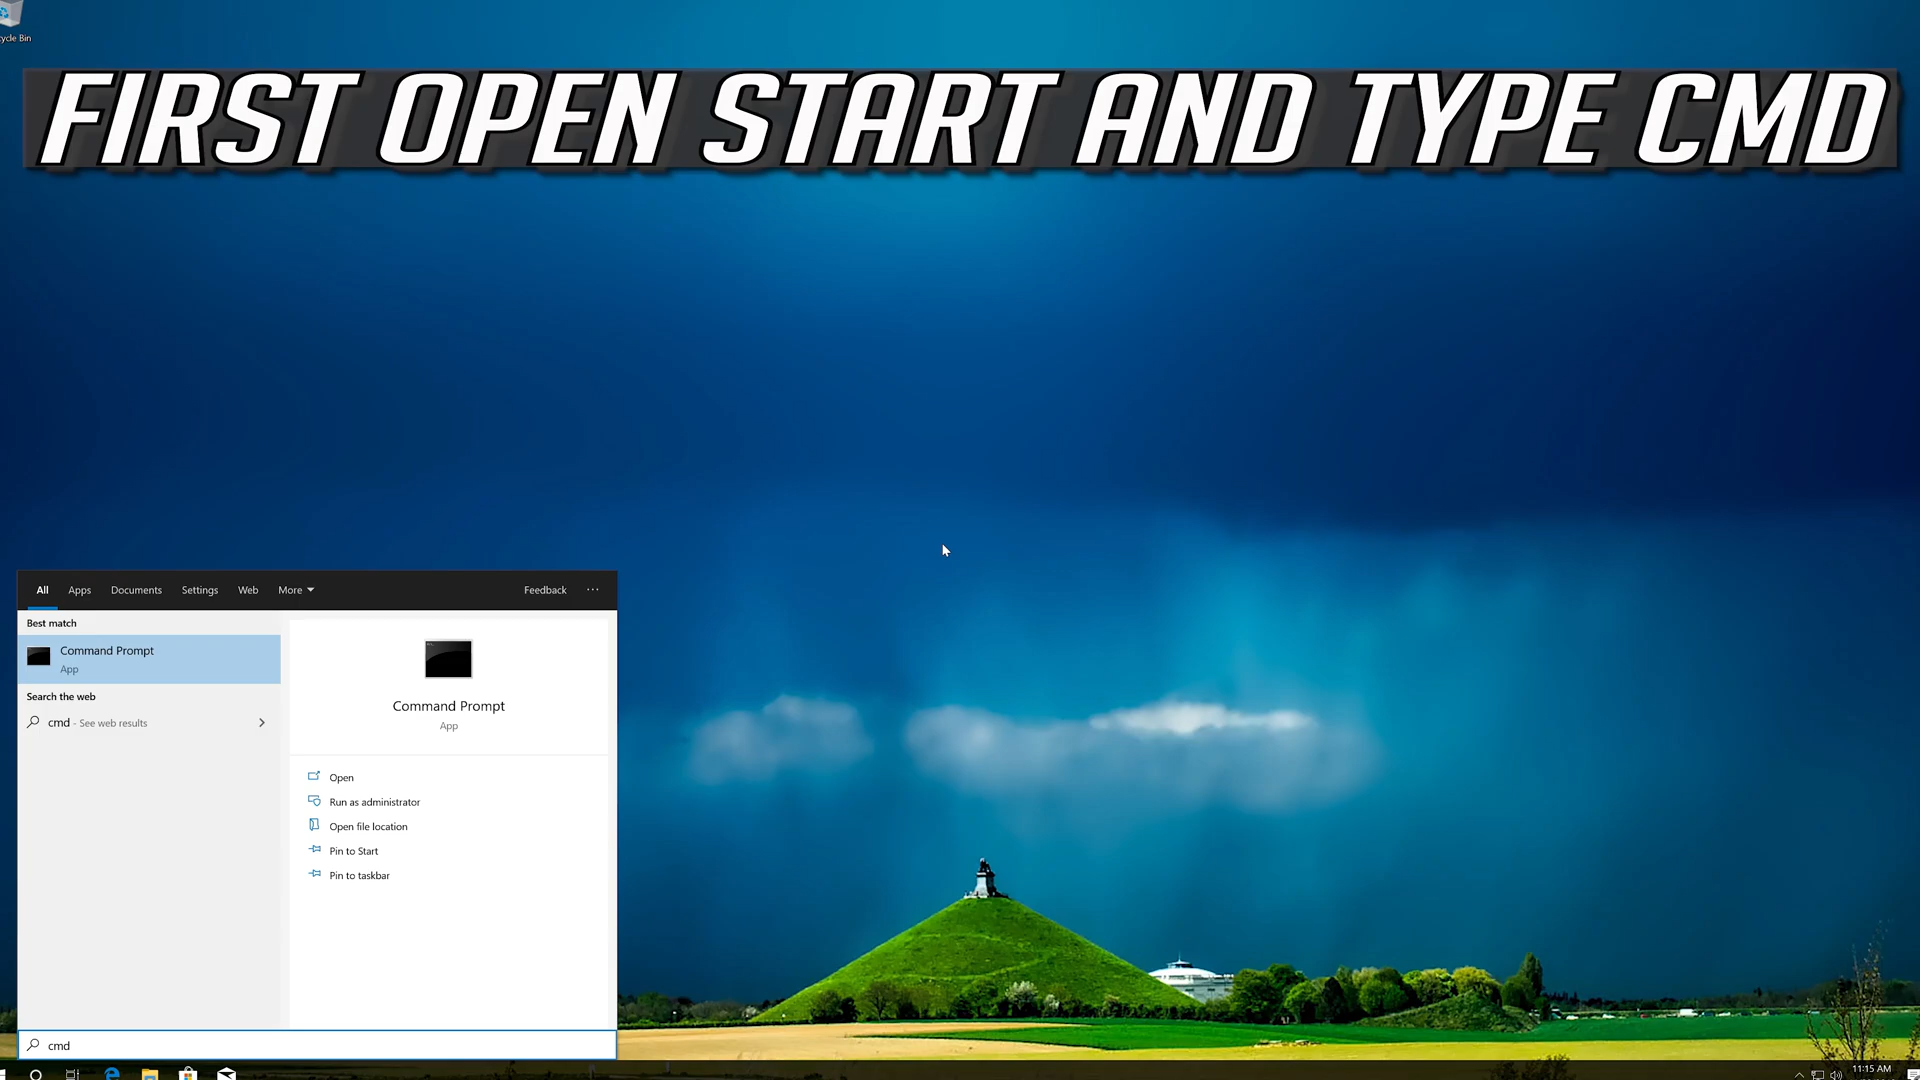 cycle Bin
FIRST OPEN START AND TYPE CMD
All Apps Documents Settings Web More Feedback ...
Best match
Command Prompt
App
Search the web
cmd - See web results
Command Prompt
App
Open
Run as administrator
Open file location
Pin to Start
Pin to taskbar
cmd
11:15 AM